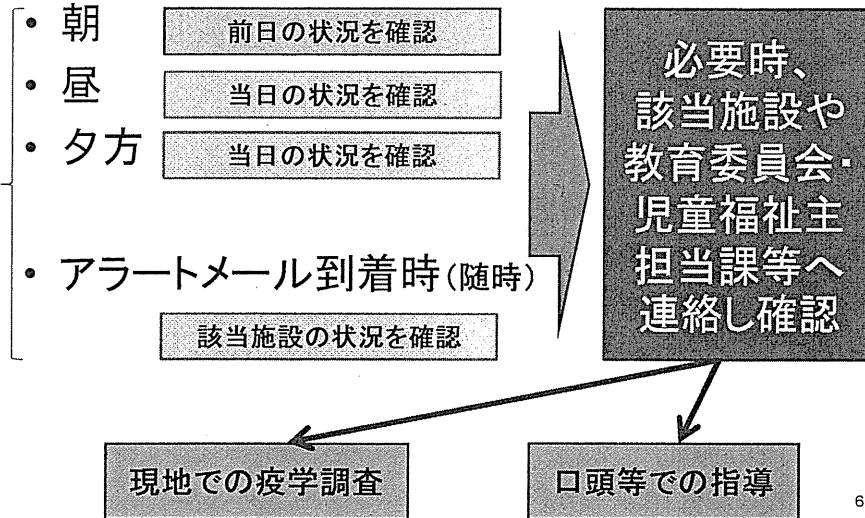 • 朝
前日の状況を確認
• 昼
当日の状況を確認
• 夕方
当日の状況を確認
• アラートメール到着時(随時)
該当施設の状況を確認
必要時、
該当施設や
教育委員会・
児童福祉主
担当課等へ
連絡し確認
現地での疫学調査
口頭等での指導
6